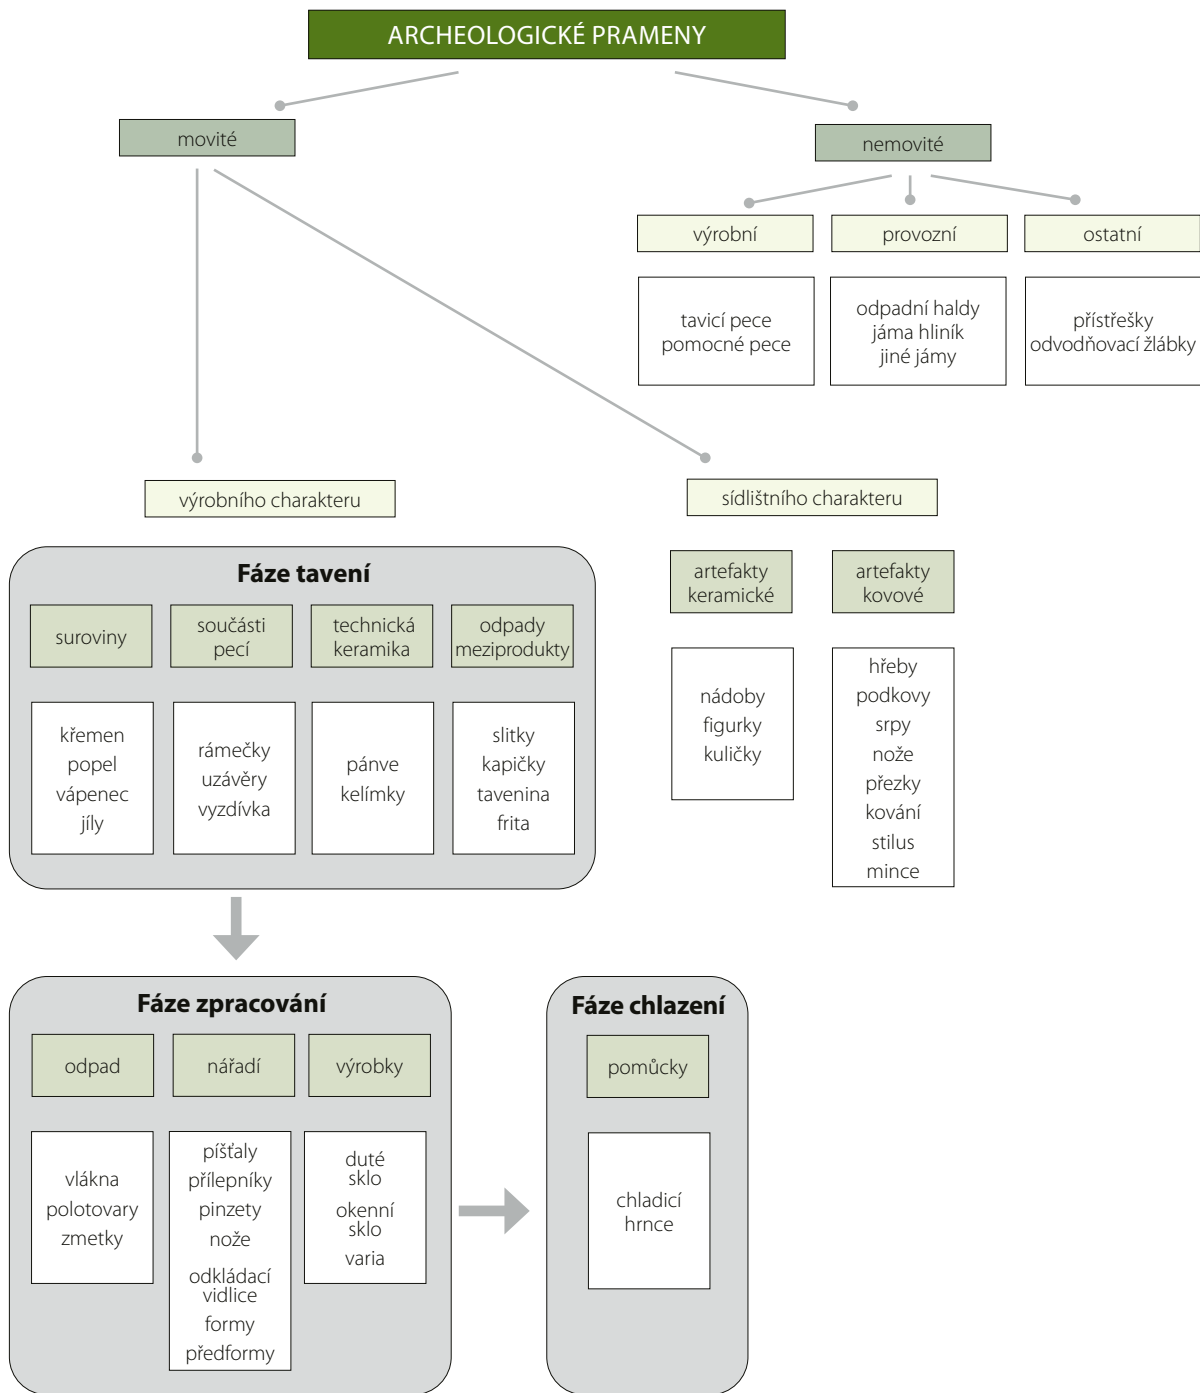 ARCHEOLOGICKÉ PRAMENY
movité
nemovité
výrobní
provozní
ostatní
tavicí pece
pomocné pece
odpadní haldy
jáma hliník
jiné jámy
přístřešky
odvodňovací žlábky
výrobního charakteru
sídlištního charakteru
Fáze tavení
suroviny
součásti
pecí
technická
keramika
odpady
meziprodukty
křemen
popel
vápenec
jíly
rámečky
uzávěry
vyzdívka
pánve
kelímky
slitky
kapičky
tavenina
frita
artefakty
keramické
artefakty
kovové
nádoby
figurky
kuličky
hřeby
podkovy
srpy
nože
přezky
kování
stilus
mince
Fáze zpracování
odpad
nářadí
výrobky
vlákna
polotovary
zmetky
píšťaly
přílepníky
pinzety
nože
odkládací
vidlice
formy
předformy
duté
sklo
okenní
sklo
varia
Fáze chlazení
pomůcky
chladicí
hrnce